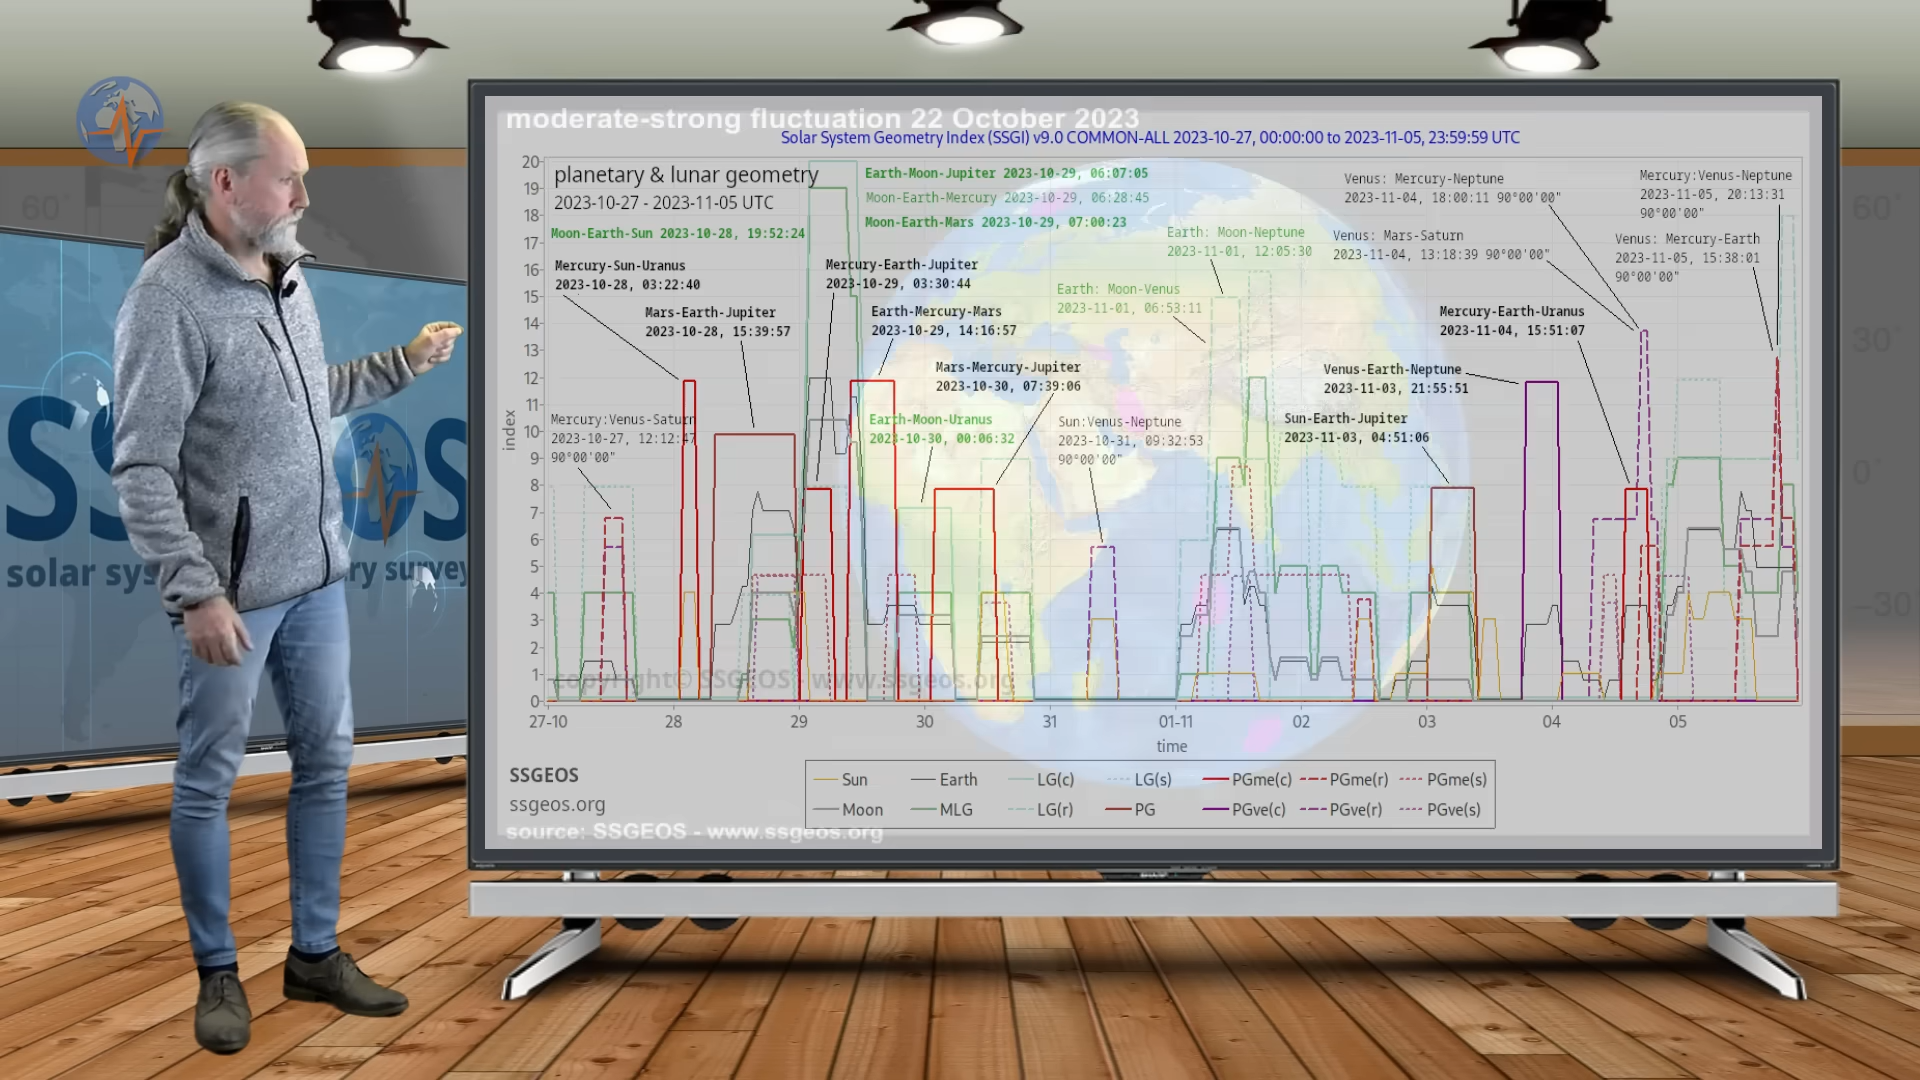 moderate-strong fluctuation 22 October 2023
Solar System Geometry Index (SSGI) v9.0 COMMON-ALL 2023-10-27, 00:00:00 to 2023-11-05, 23:59:59 UTC
planetary & lunar geometry
2023-10-27 - 2023-11-05 UTC
Moon-Earth-Sun 2023-10-28, 19:52:24
Earth-Moon-Jupiter 2023-10-29, 06:07:05
Moon-Earth-Mercury 2023-10-29, 06:28:45
Moon-Earth-Mars 2023-10-29, 07:00:23
Mercury-Sun-Uranus
2023-10-28, 03:22:40
Mars-Earth-Jupiter
2023-10-28, 15:39:57
Mercury-Earth-Jupiter
2023-10-29, 03:30:44
Earth-Mercury-Mars
2023-10-29, 14:16:57
Mars-Mercury-Jupiter
2023-10-30, 07:39:06
Mercury:Venus-Saturn
2023-10-27, 12:12:47
90°00'00"
Earth-Moon-Uranus
2023-10-30, 00:06:32
Sun:Venus-Neptune
2023-10-31, 09:32:53
90°00'00"
Earth: Moon-Neptune
2023-11-01, 12:05:30
Earth: Moon-Venus
2023-11-01, 06:53:11
Venus: Mercury-Neptune
2023-11-04, 18:00:11 90°00'00"
Venus: Mars-Saturn
2023-11-04, 13:18:39 90°00'00"
Mercury:Venus-Neptune
2023-11-05, 20:13:31
90°00'00"
Venus: Mercury-Earth
2023-11-05, 15:38:01
90°00'00"
Mercury-Earth-Uranus
2023-11-04, 15:51:07
Venus-Earth-Neptune
2023-11-03, 21:55:51
Sun-Earth-Jupiter
2023-11-03, 04:51:06
index
20
19
18
17
16
15
14
13
12
11
10
9
8
7
6
5
4
3
2
1
0
copyright© SSGEOS - www.ssgeos.org
27-10 28 29 30 31 01-11 02 03 04 05
time
SSGEOS
ssgeos.org
Sun Earth LG(c) LG(s) PGme(c) PGme(r) PGme(s)
Moon MLG LG(r) PG PGve(c) PGve(r) PGve(s)
source: SSGEOS - www.ssgeos.org
60°
60°
30°
0°
-30°
solar sys
ry survey